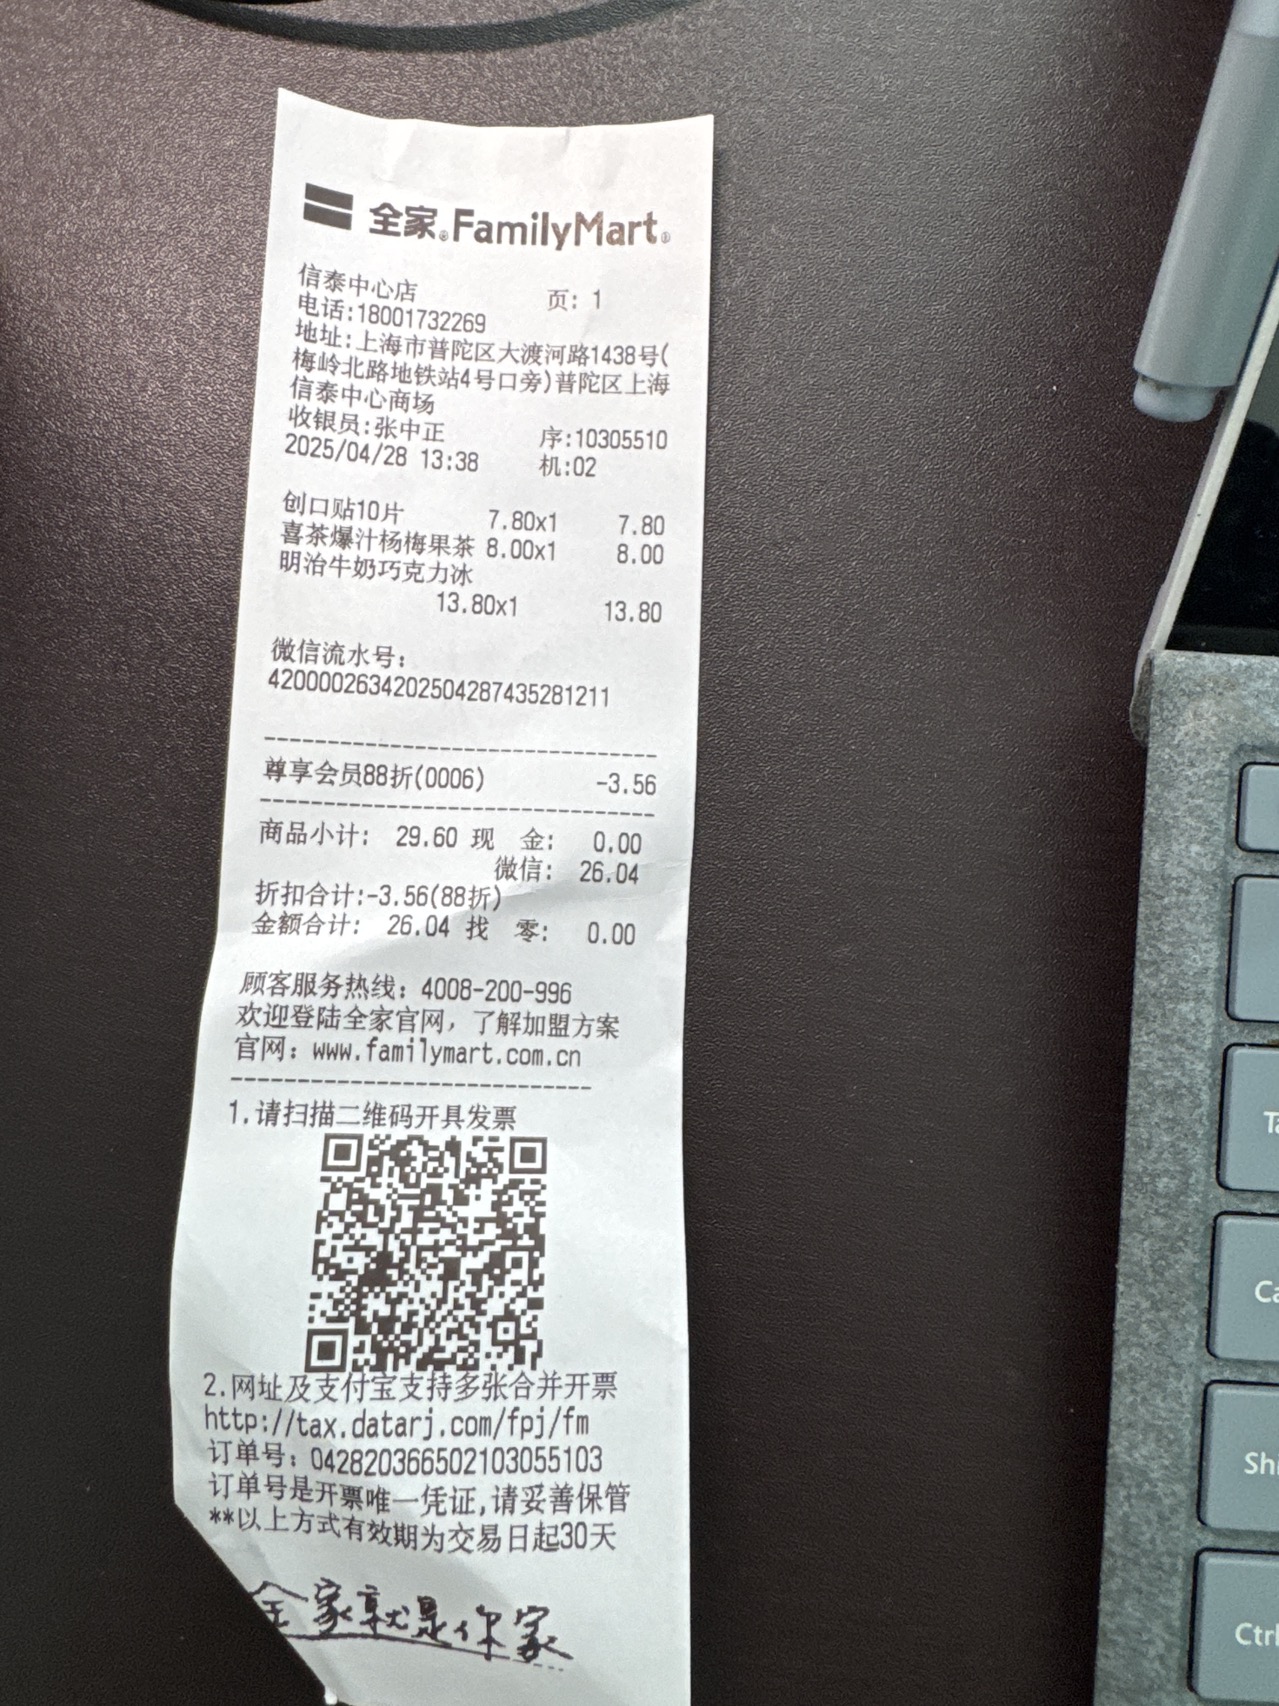 全家®FamilyMart®
信泰中心店 页: 1
电话:18001732269
地址:上海市普陀区大渡河路1438号(
梅岭北路地铁站4号口旁)普陀区上海
信泰中心商场
收银员:张中正 序:10305510
2025/04/28 13:38 机:02
创口贴10片 7.80x1 7.80
喜茶爆汁杨梅果茶 8.00x1 8.00
明治牛奶巧克力冰
13.80x1 13.80
微信流水号:
4200002634202504287435281211
尊享会员88折(0006) -3.56
商品小计: 29.60 现 金: 0.00
微信: 26.04
折扣合计:-3.56(88折)
金额合计: 26.04 找 零: 0.00
顾客服务热线: 4008-200-996
欢迎登陆全家官网, 了解加盟方案
官网: www.familymart.com.cn
1.请扫描二维码开具发票
2.网址及支付宝支持多张合并开票
http://tax.datarj.com/fpj/fm
订单号: 04282036650210305​5103
订单号是开票唯一凭证,请妥善保管
**以上方式有效期为交易日起30天
全家就是你家
Ctrl